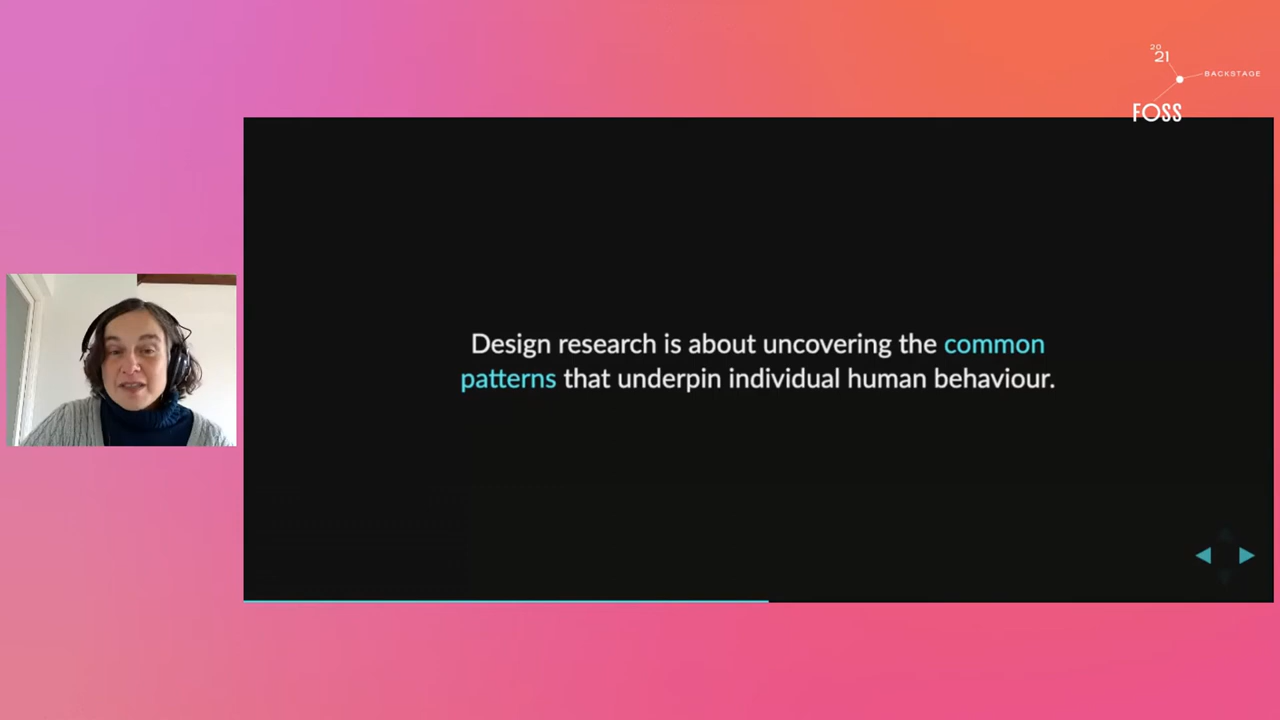 20
21
BACKSTAGE
FOSS
Design research is about uncovering the common
patterns that underpin individual human behaviour.